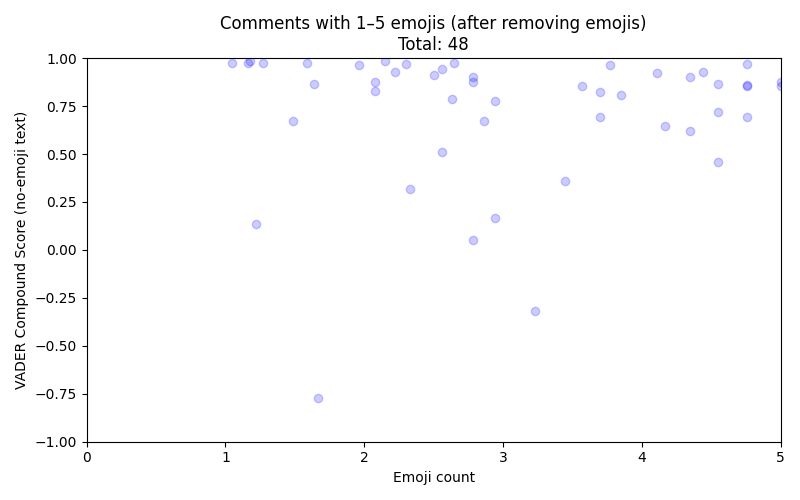 Comments with 1–5 emojis (after removing emojis)
Total: 48
VADER Compound Score (no-emoji text)
1.00
0.75
0.50
0.25
0.00
−0.25
−0.50
−0.75
−1.00
0 1 2 3 4 5
Emoji count